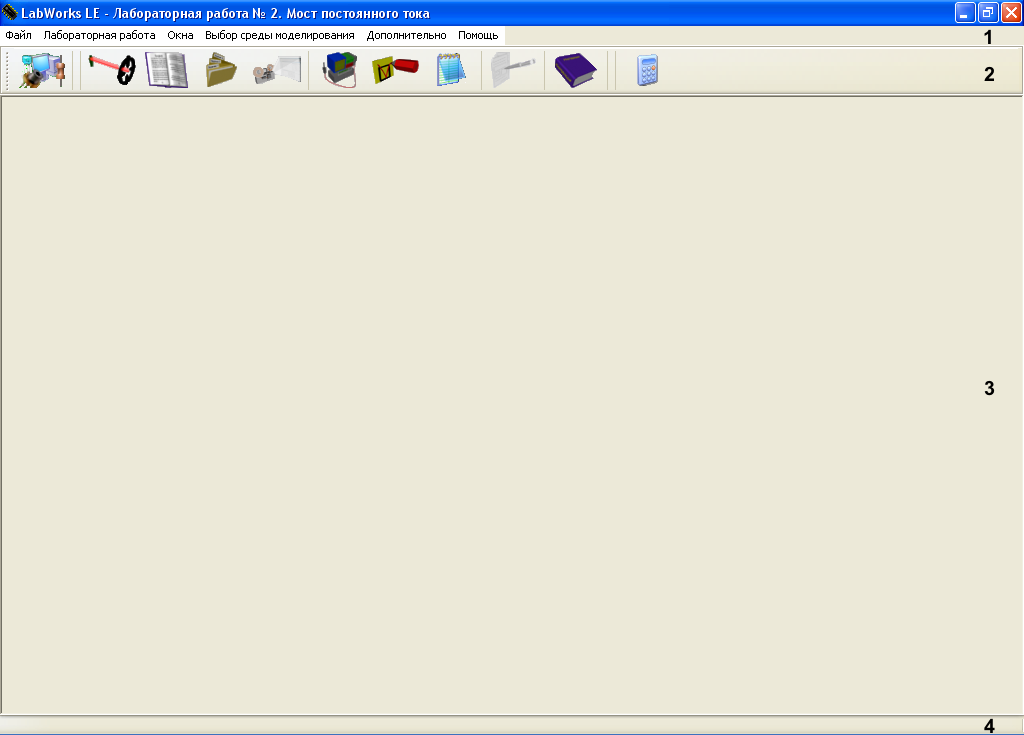 LabWorks LE - Лабораторная работа № 2. Мост постоянного тока
Файл Лабораторная работа Окна Выбор среды моделирования Дополнительно Помощь
1
2
3
4